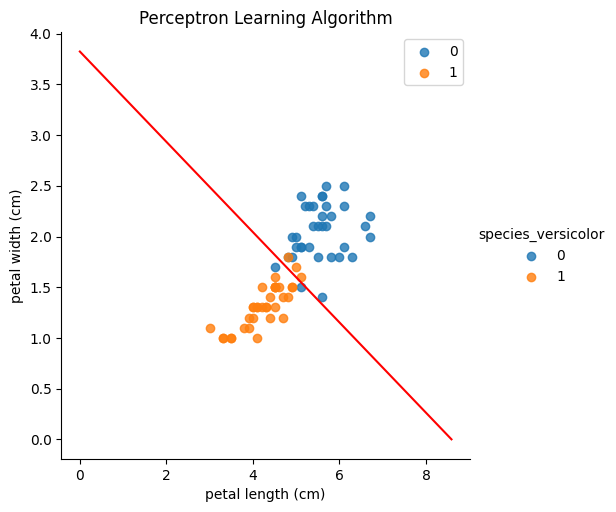 Perceptron Learning Algorithm
4.0
3.5
3.0
2.5
2.0
1.5
1.0
0.5
0.0
petal width (cm)
0
1
species_versicolor
0
1
0 2 4 6 8
petal length (cm)